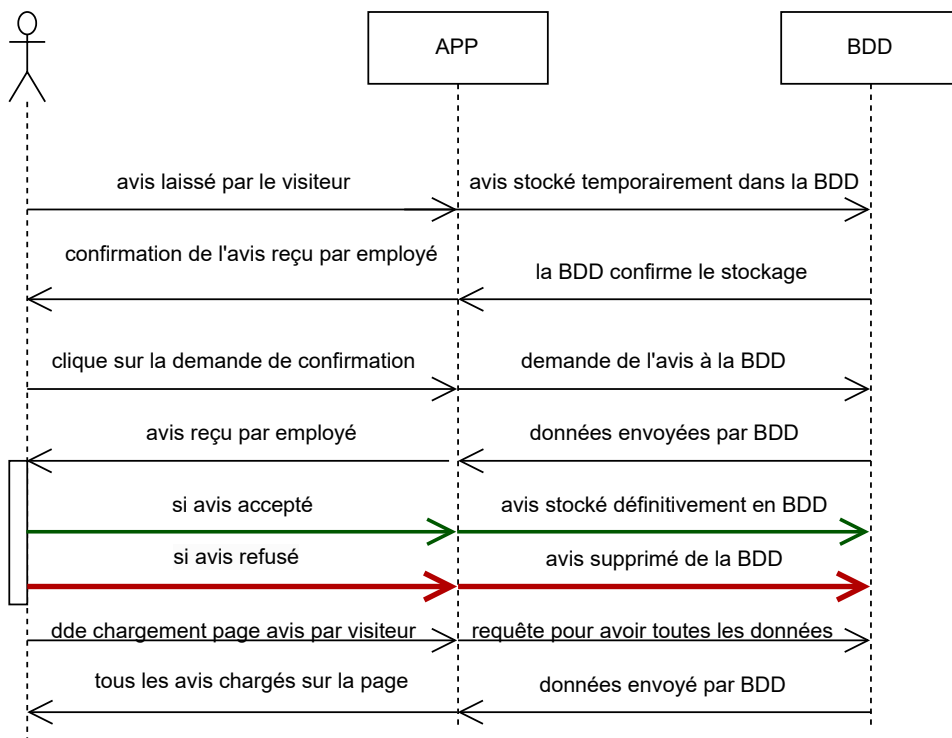 APP
BDD
avis laissé par le visiteur
avis stocké temporairement dans la BDD
confirmation de l'avis reçu par employé
la BDD confirme le stockage
clique sur la demande de confirmation
demande de l'avis à la BDD
avis reçu par employé
données envoyées par BDD
si avis accepté
avis stocké définitivement en BDD
si avis refusé
avis supprimé de la BDD
dde chargement page avis par visiteur
requête pour avoir toutes les données
tous les avis chargés sur la page
données envoyé par BDD